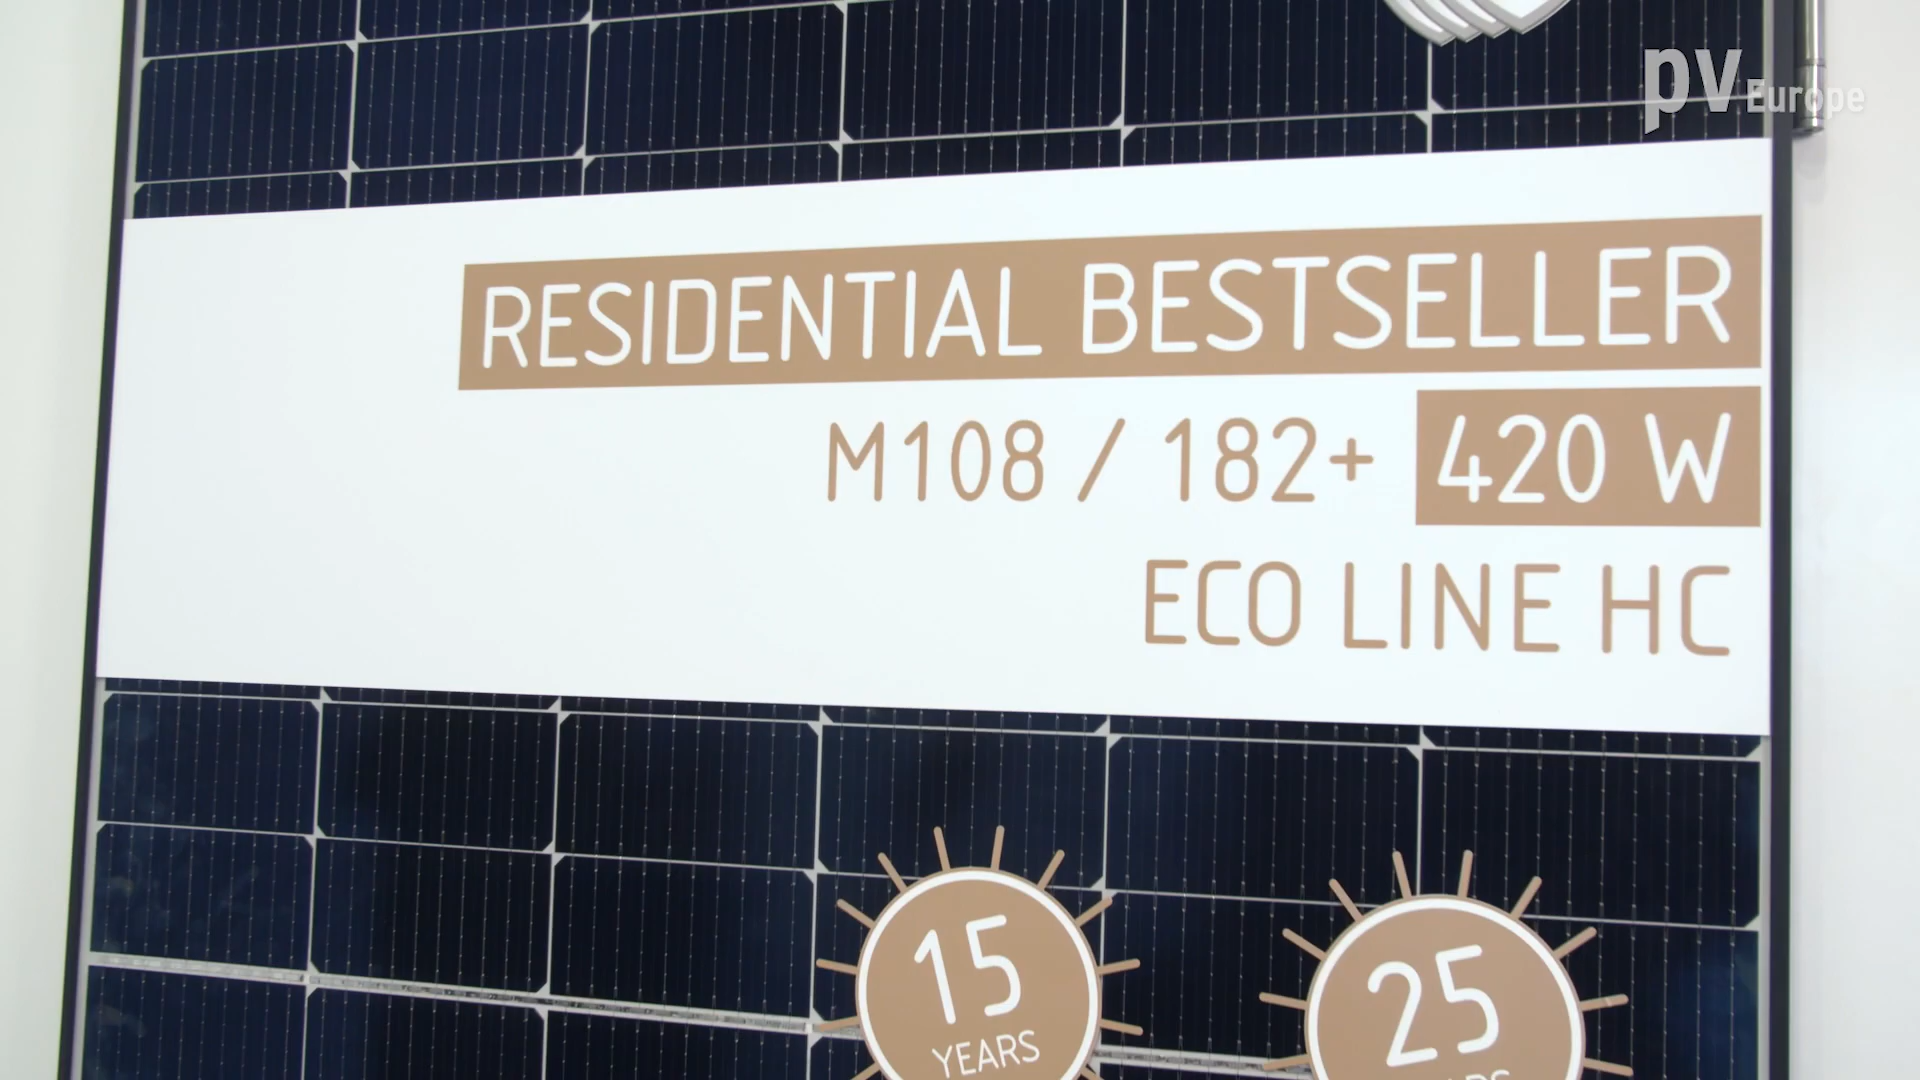 pv Europe
RESIDENTIAL BESTSELLER
M108 / 182+ 420 W
ECO LINE HC
15
YEARS
25